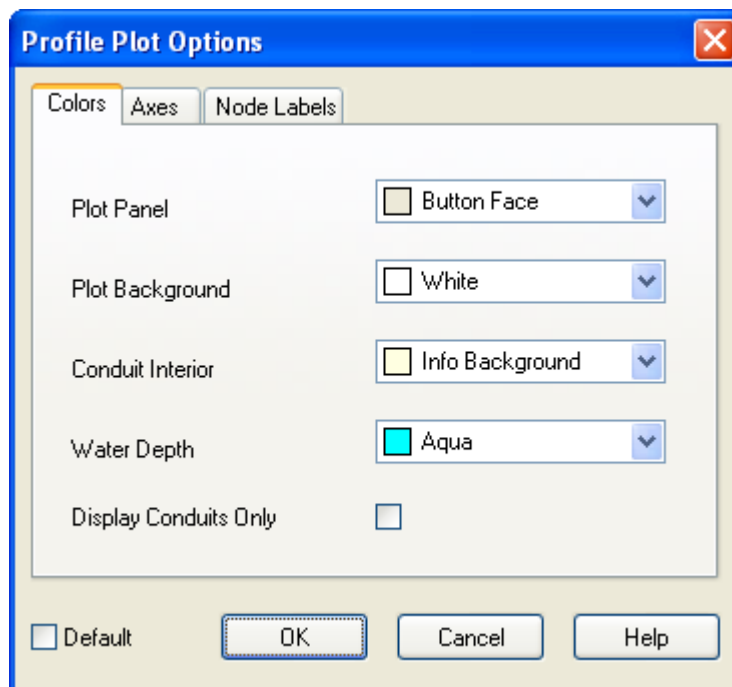 Profile Plot Options
Colors Axes Node Labels
Plot Panel Button Face
Plot Background White
Conduit Interior Info Background
Water Depth Aqua
Display Conduits Only
Default OK Cancel Help